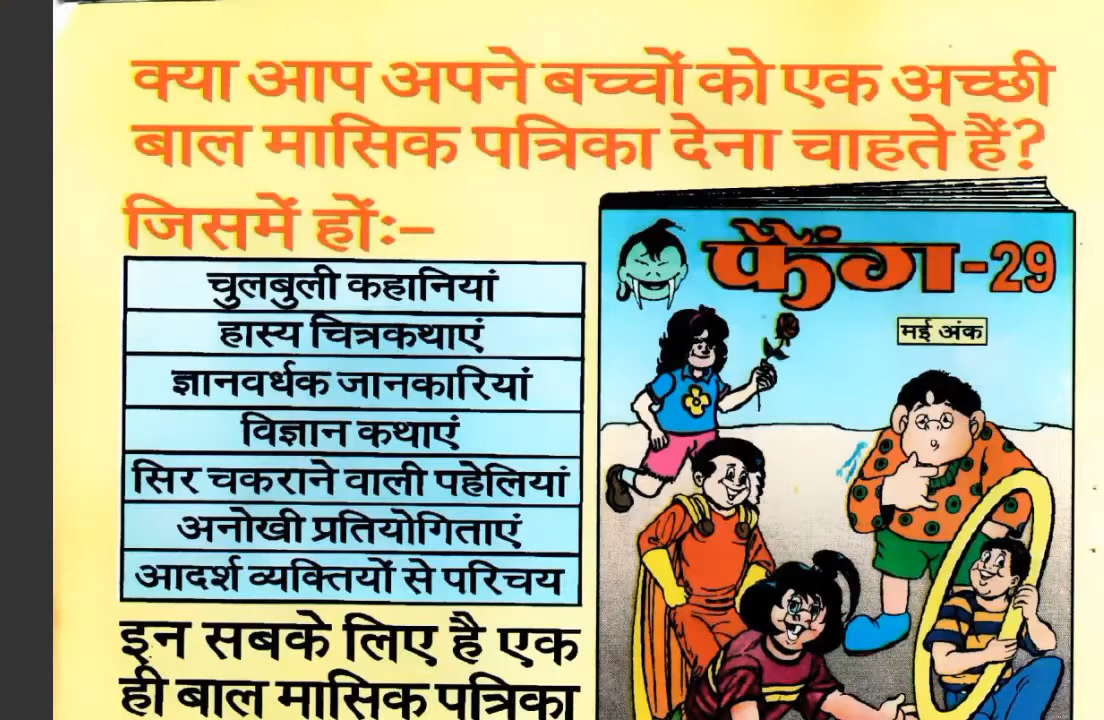 क्या आप अपने बच्चों को एक अच्छी
बाल मासिक पत्रिका देना चाहते हैं?
जिसमें हों:–
चुलबुली कहानियां
हास्य चित्रकथाएं
ज्ञानवर्धक जानकारियां
विज्ञान कथाएं
सिर चकराने वाली पहेलियां
अनोखी प्रतियोगिताएं
आदर्श व्यक्तियों से परिचय
इन सबके लिए है एक
ही बाल मासिक पत्रिका
फैंग-29
मई अंक